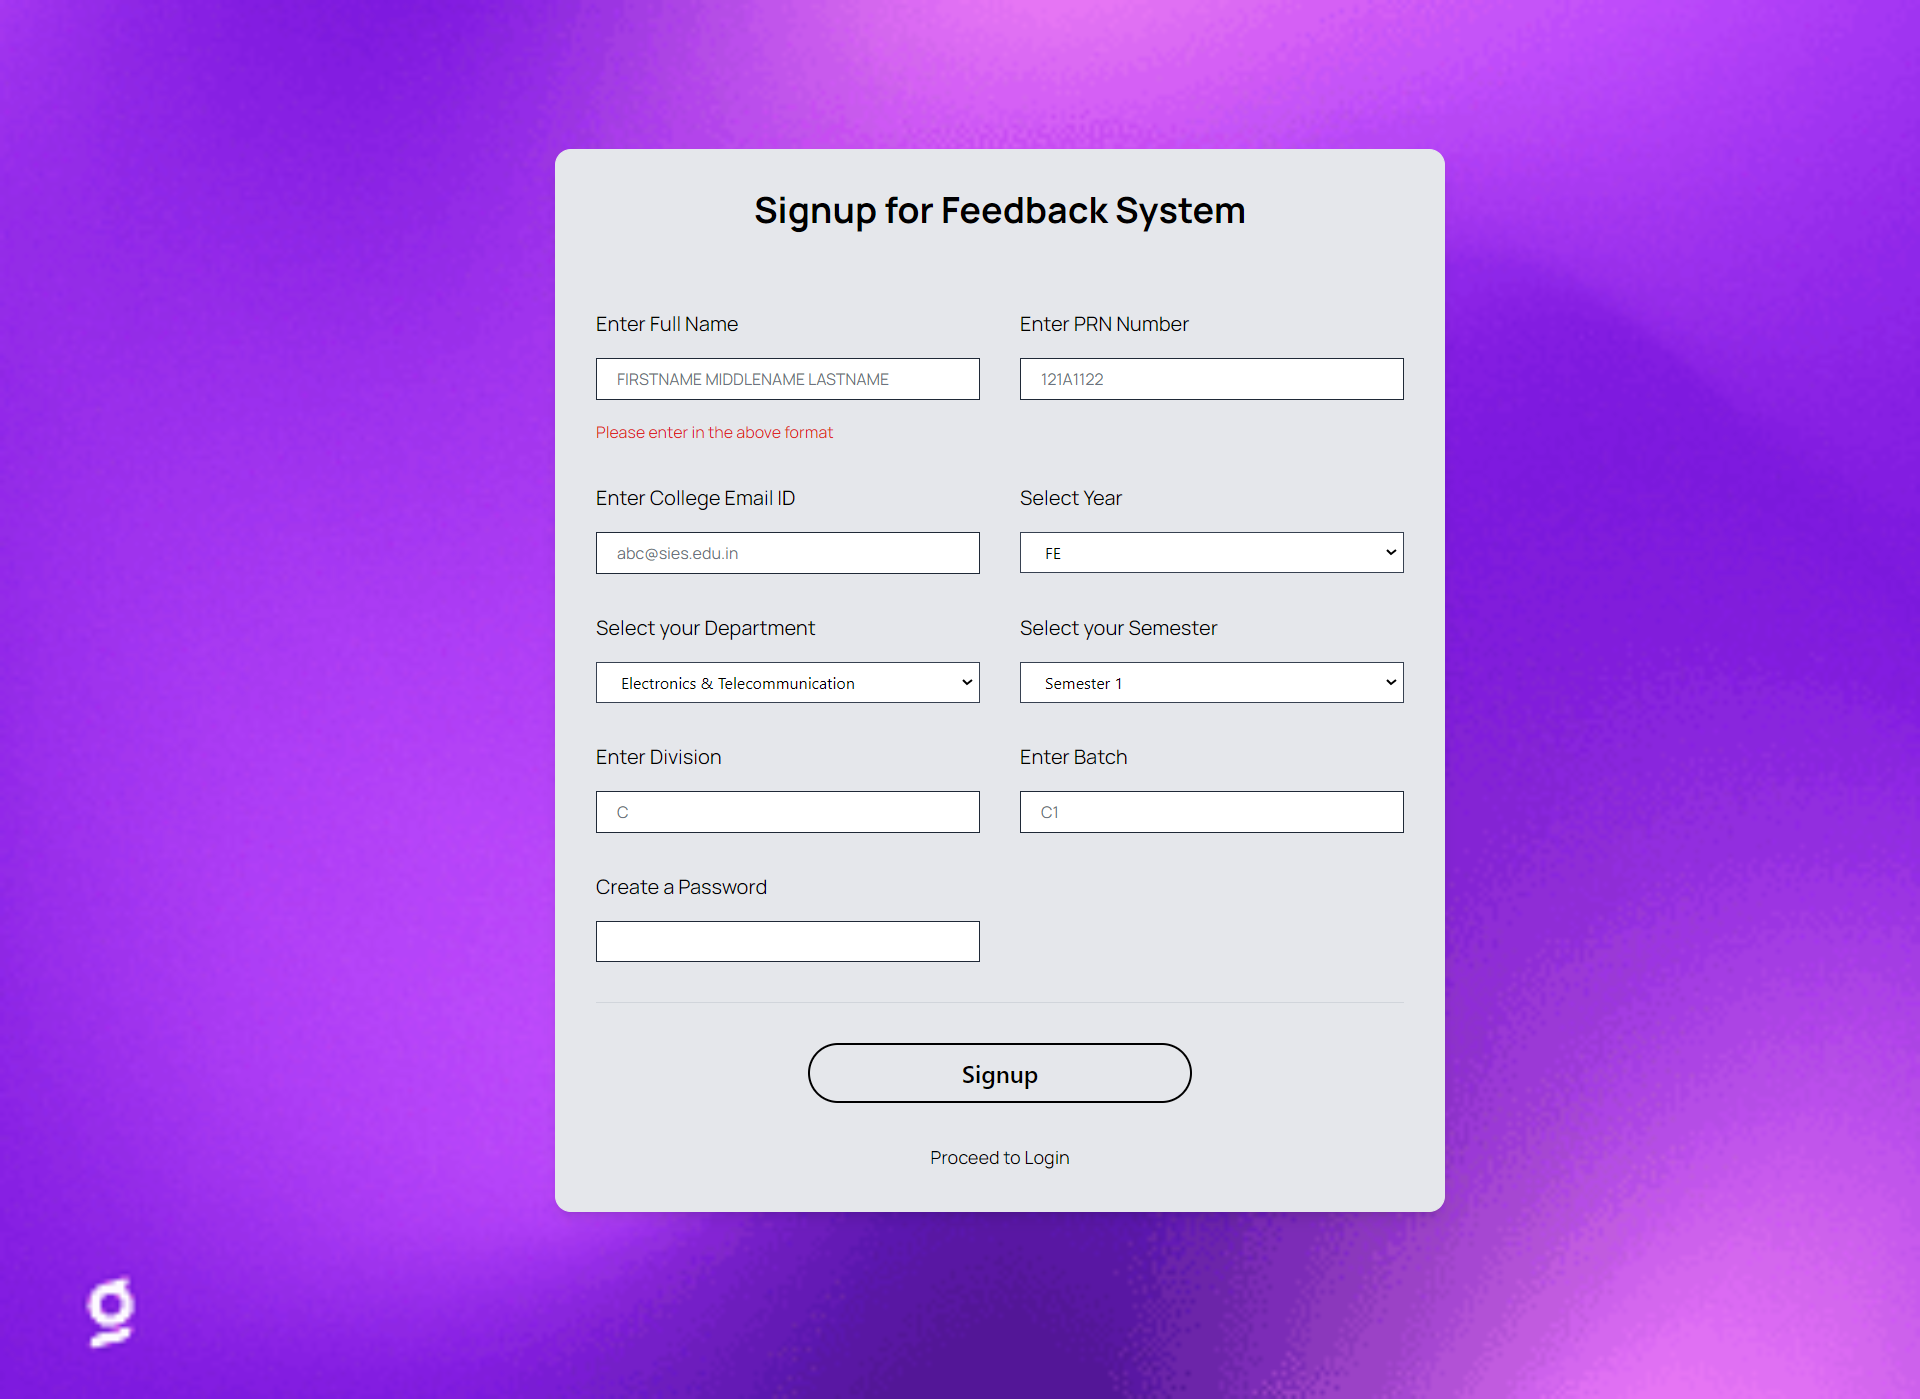 Signup for Feedback System
Enter Full Name
FIRSTNAME MIDDLENAME LASTNAME
Please enter in the above format
Enter PRN Number
121A1122
Enter College Email ID
abc@sies.edu.in
Select Year
FE
Select your Department
Electronics & Telecommunication
Select your Semester
Semester 1
Enter Division
C
Enter Batch
C1
Create a Password
Signup
Proceed to Login
g